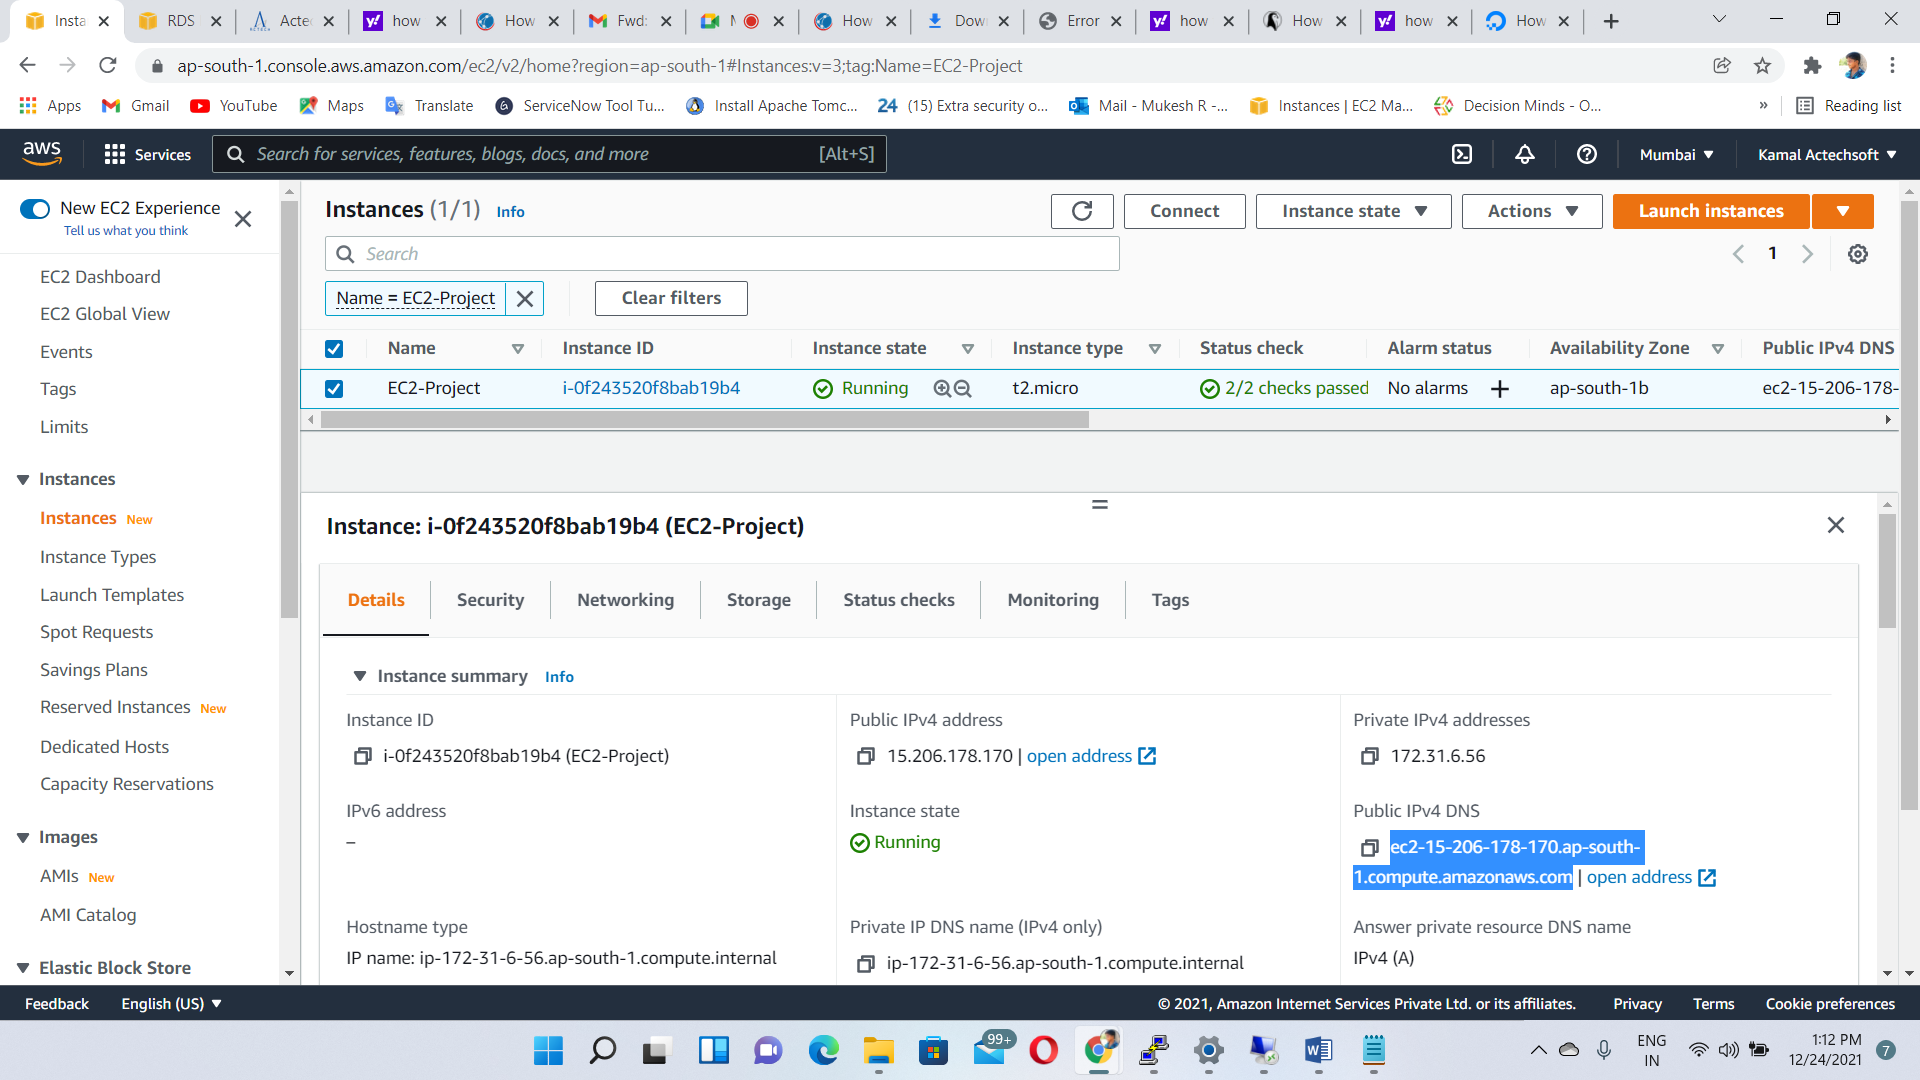 Insta
RDS
Actec
how
How
Fwd:
How
Dow
Error
how
How
how
How
ap-south-1.console.aws.amazon.com/ec2/v2/home?region=ap-south-1#Instances:v=3;tag:Name=EC2-Project
Apps
Gmail
YouTube
Maps
Translate
ServiceNow Tool Tu...
Install Apache Tomc...
24 (15) Extra security o...
Mail - Mukesh R -...
Instances | EC2 Ma...
Decision Minds - O...
»
Reading list
aws
Services
Search for services, features, blogs, docs, and more [Alt+S]
Mumbai
Kamal Actechsoft
New EC2 Experience
Tell us what you think
EC2 Dashboard
EC2 Global View
Events
Tags
Limits
Instances
Instances New
Instance Types
Launch Templates
Spot Requests
Savings Plans
Reserved Instances New
Dedicated Hosts
Capacity Reservations
Images
AMIs New
AMI Catalog
Elastic Block Store
Instances (1/1) Info
Connect
Instance state
Actions
Launch instances
Search
1
Name = EC2-Project
Clear filters
Name Instance ID Instance state Instance type Status check Alarm status Availability Zone Public IPv4 DNS
EC2-Project i-0f243520f8bab19b4 Running t2.micro 2/2 checks passed No alarms + ap-south-1b ec2-15-206-178-
Instance: i-0f243520f8bab19b4 (EC2-Project)
Details Security Networking Storage Status checks Monitoring Tags
Instance summary Info
Instance ID
i-0f243520f8bab19b4 (EC2-Project)
Public IPv4 address
15.206.178.170 | open address
Private IPv4 addresses
172.31.6.56
IPv6 address
–
Instance state
Running
Public IPv4 DNS
ec2-15-206-178-170.ap-south-
1.compute.amazonaws.com | open address
Hostname type
IP name: ip-172-31-6-56.ap-south-1.compute.internal
Private IP DNS name (IPv4 only)
ip-172-31-6-56.ap-south-1.compute.internal
Answer private resource DNS name
IPv4 (A)
Feedback
English (US)
© 2021, Amazon Internet Services Private Ltd. or its affiliates.
Privacy
Terms
Cookie preferences
99+
ENG
IN
1:12 PM
12/24/2021
7